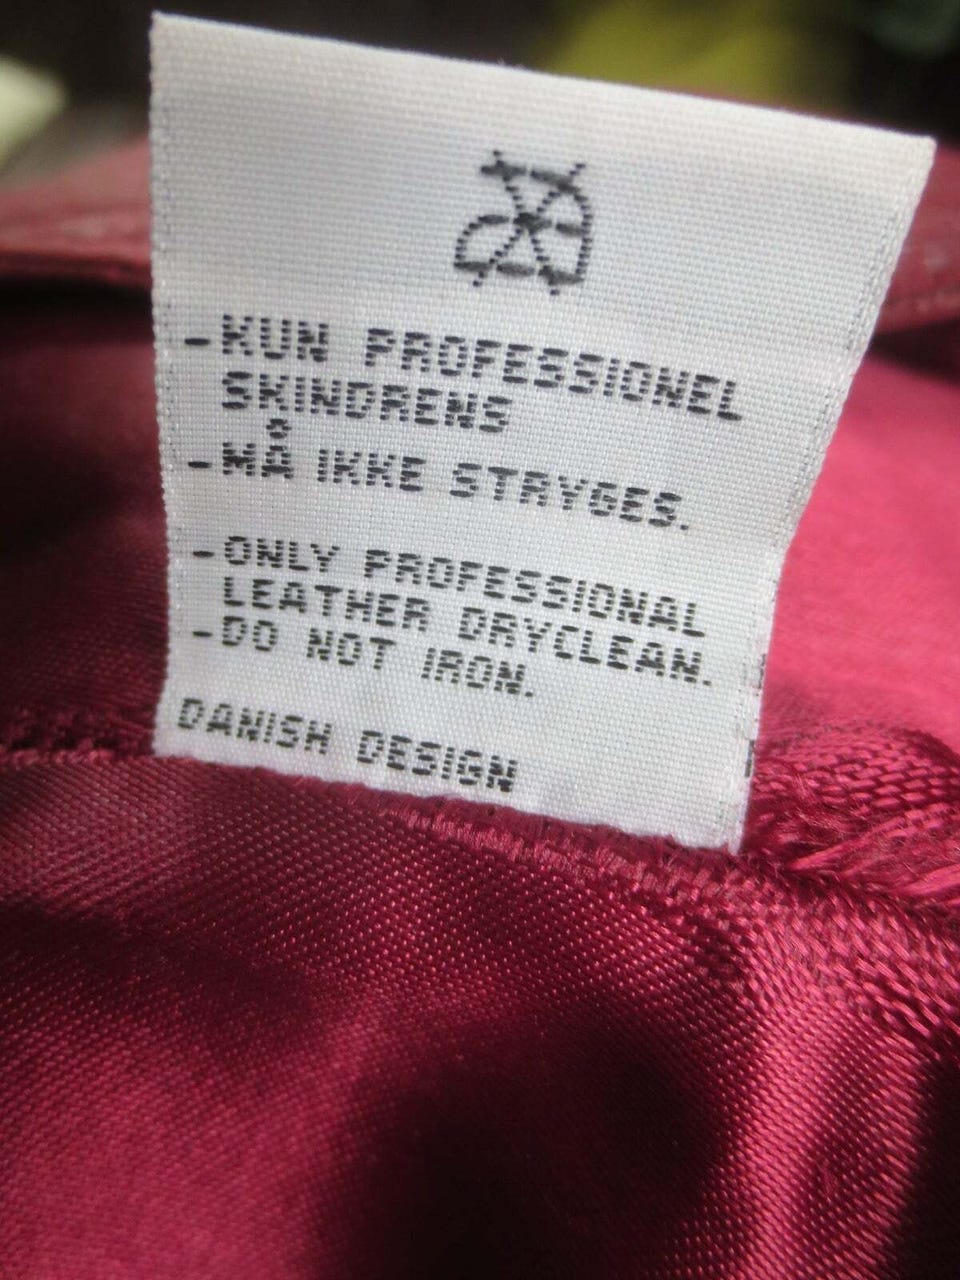 -KUN PROFESSIONEL
SKINDRENS
-MÅ IKKE STRYGES.
-ONLY PROFESSIONAL
LEATHER DRYCLEAN.
-DO NOT IRON.
DANISH DESIGN